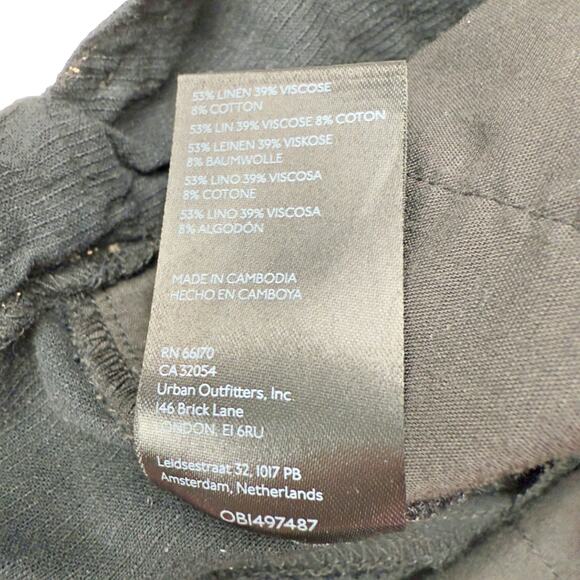 53% LINEN 39% VISCOSE
8% COTTON
53% LIN 39% VISCOSE 8% COTON
53% LEINEN 39% VISKOSE
8% BAUMWOLLE
53% LINO 39% VISCOSA
8% COTONE
53% LINO 39% VISCOSA
8% ALGODÓN
MADE IN CAMBODIA
HECHO EN CAMBOYA
RN 66170
CA 32054
Urban Outfitters, Inc.
146 Brick Lane
LONDON, E1 6RU
Leidsestraat 32, 1017 PB
Amsterdam, Netherlands
OB1497487